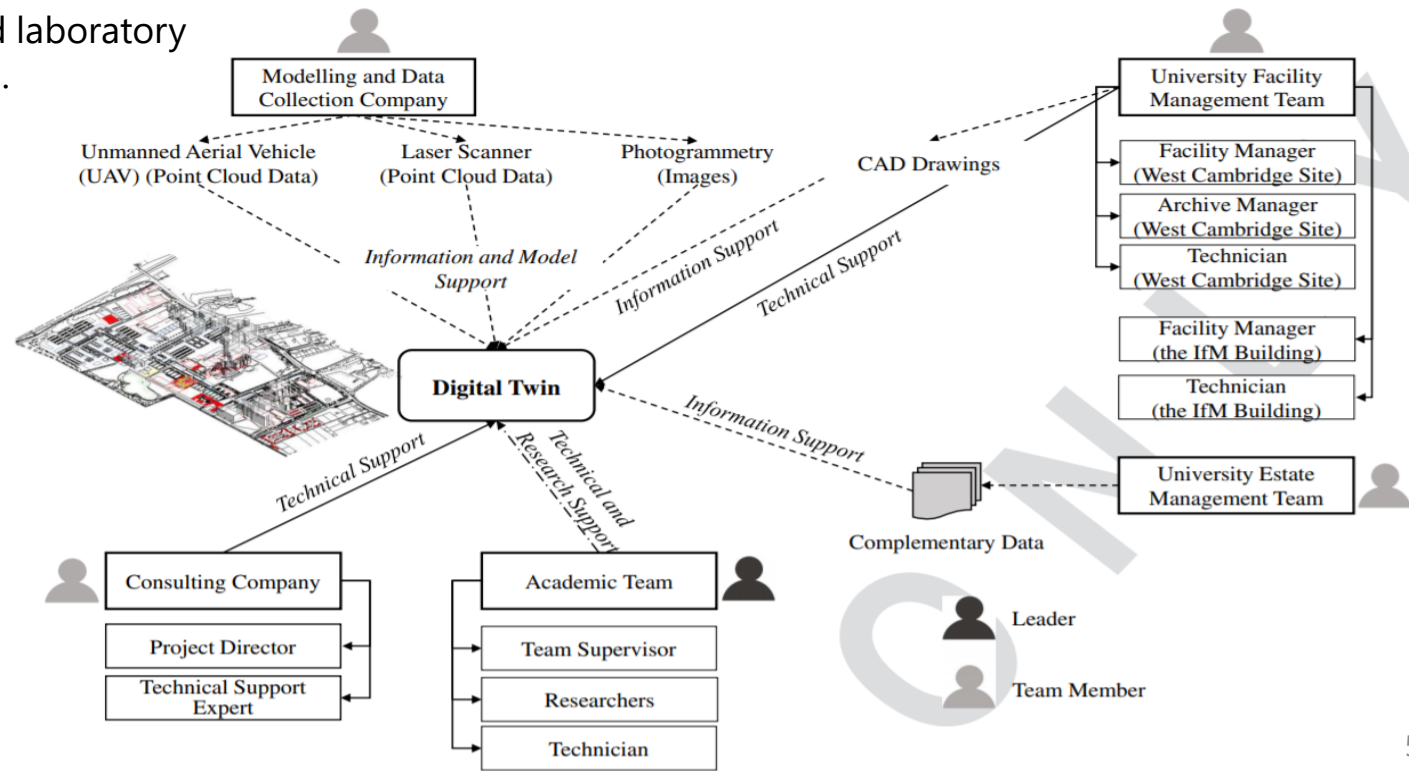 d laboratory
.
Modelling and Data
Collection Company
University Facility
Management Team
Unmanned Aerial Vehicle
(UAV) (Point Cloud Data)
Laser Scanner
(Point Cloud Data)
Photogrammetry
(Images)
CAD Drawings
Facility Manager
(West Cambridge Site)
Archive Manager
(West Cambridge Site)
Technician
(West Cambridge Site)
Facility Manager
(the IfM Building)
Technician
(the IfM Building)
Information and Model
Support
Information Support
Technical Support
Digital Twin
Information Support
Technical Support
Technical and
Research Support
University Estate
Management Team
Complementary Data
Consulting Company
Project Director
Technical Support
Expert
Academic Team
Team Supervisor
Researchers
Technician
Leader
Team Member
O N L Y
5